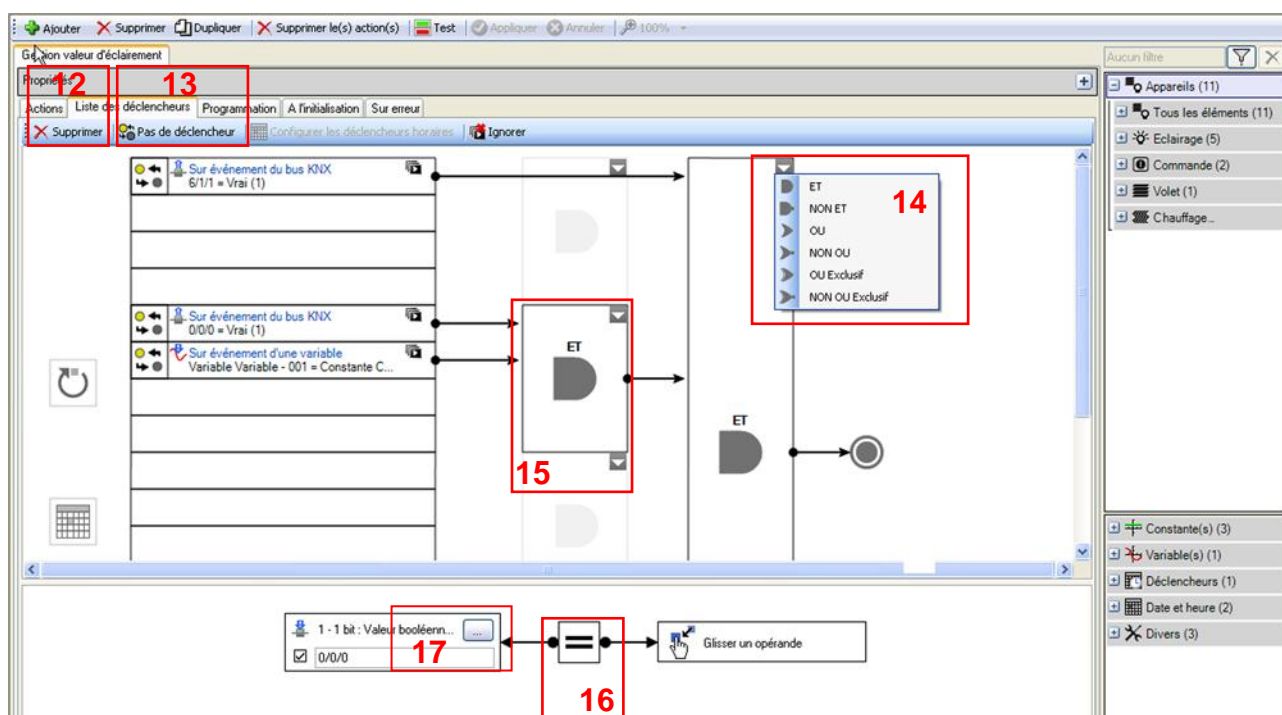 Ajouter Supprimer Dupliquer Supprimer le(s) action(s) Test Appliquer Annuler 100%
Gestion valeur d'éclairement
Aucun filtre
Propriétés
12 13
Appareils (11)
Actions Liste des déclencheurs Programmation A l'initialisation Sur erreur
Tous les éléments (11)
Supprimer Pas de déclencheur Configurer les déclencheurs horaires Ignorer
Eclairage (5)
Commande (2)
Volet (1)
Chauffage...
Sur événement du bus KNX
6/1/1 = Vrai (1)
ET
NON ET
OU
NON OU
OU Exclusif
NON OU Exclusif
14
Sur événement du bus KNX
0/0/0 = Vrai (1)
Sur événement d'une variable
Variable Variable - 001 = Constante C...
ET
15
ET
Constante(s) (3)
Variable(s) (1)
Déclencheurs (1)
Date et heure (2)
Divers (3)
1 - 1 bit : Valeur booléenn... ...
0/0/0
17
=
16
Glisser un opérande